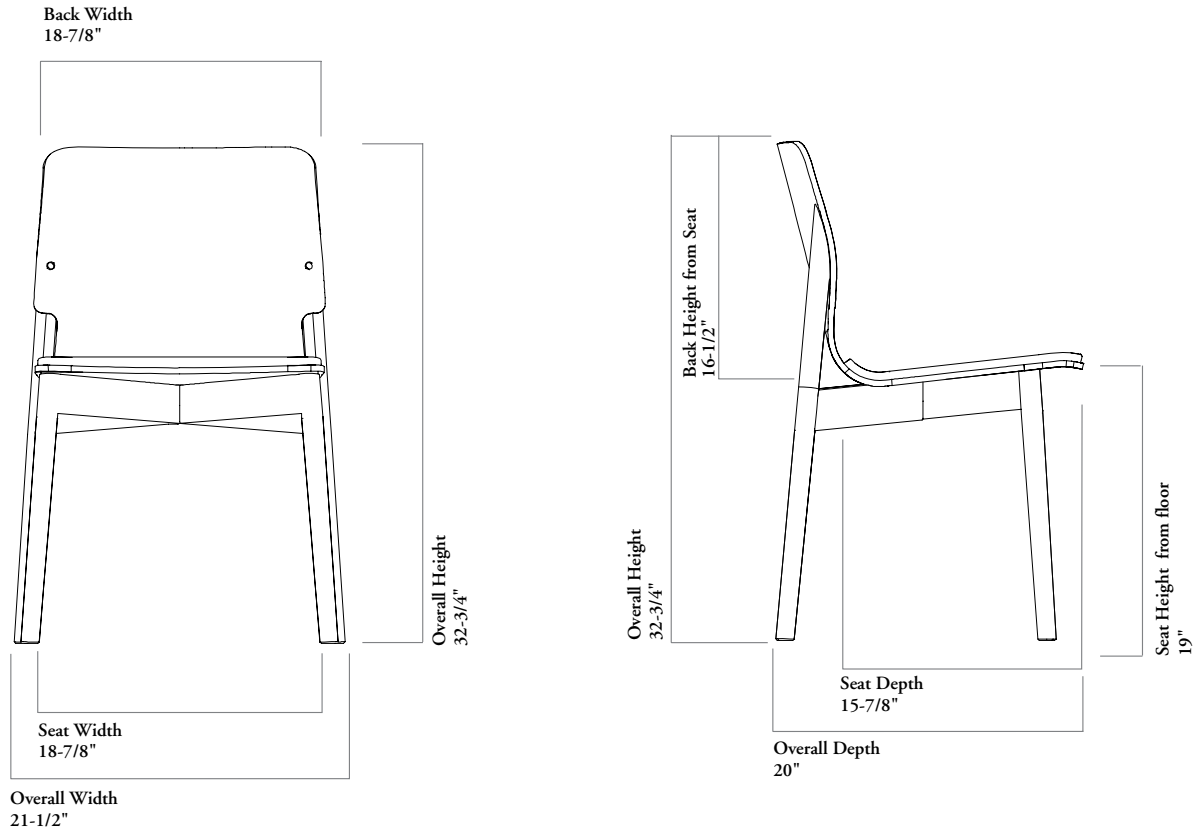 Back Width
18-7/8"
Overall Height
32-3/4"
Seat Width
18-7/8"
Overall Width
21-1/2"
Back Height from Seat
16-1/2"
Overall Height
32-3/4"
Seat Height from floor
19"
Seat Depth
15-7/8"
Overall Depth
20"